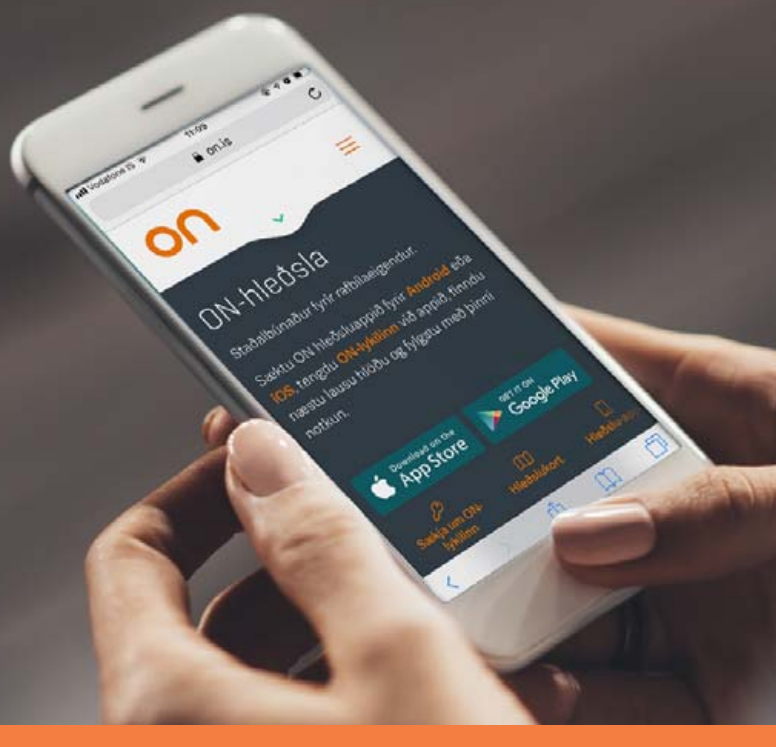 Vodafone IS
11:09
on.is
on
ON-hleðsla
Staðalbúnaður fyrir rafbílaeigendur.
Sæktu ON hleðsluappið fyrir Android eða
iOS, tengdu ON-lykilinn við appið, finndu
næstu lausu hlöðu og fylgstu með þinni
notkun.
Download on the
App Store
GET IT ON
Google Play
Sækja um ON-
lykilinn
Hleðslukort